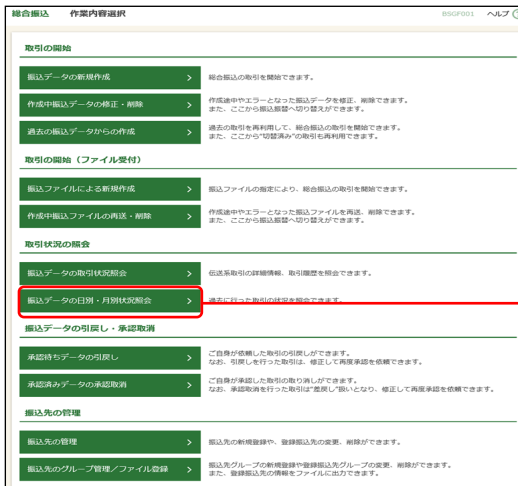 総合振込 作業内容選択 BSGF001 ヘルプ ?
取引の開始
振込データの新規作成 > 総合振込の取引を開始できます。
作成中振込データの修正・削除 > 作成途中やエラーとなった振込データを修正、削除できます。
また、ここから振込振替へ切り替えができます。
過去の振込データからの作成 > 過去の取引を再利用して、総合振込の取引を開始できます。
また、ここから"切替済み"の取引も再利用できます。
取引の開始（ファイル受付）
振込ファイルによる新規作成 > 振込ファイルの指定により、総合振込の取引を開始できます。
作成中振込ファイルの再送・削除 > 作成途中やエラーとなった振込ファイルを再送、削除できます。
また、ここから振込振替へ切り替えができます。
取引状況の照会
振込データの取引状況照会 > 伝送系取引の詳細情報、取引履歴を照会できます。
振込データの日別・月別状況照会 > 過去に行った取引の状況を照会できます。
振込データの引戻し・承認取消
承認待ちデータの引戻し > ご自身が依頼した取引の引戻しができます。
なお、引戻しを行った取引は、修正して再度承認を依頼できます。
承認済みデータの承認取消 > ご自身が承認した取引の取り消しができます。
なお、承認取消を行った取引は"差戻し"扱いとなり、修正して再度承認を依頼できます。
振込先の管理
振込先の管理 > 振込先の新規登録や、登録振込先の変更、削除ができます。
振込先のグループ管理／ファイル登録 > 振込先グループの新規登録や登録振込先グループの変更、削除ができます。
また、登録振込先の情報をファイルに出力できます。